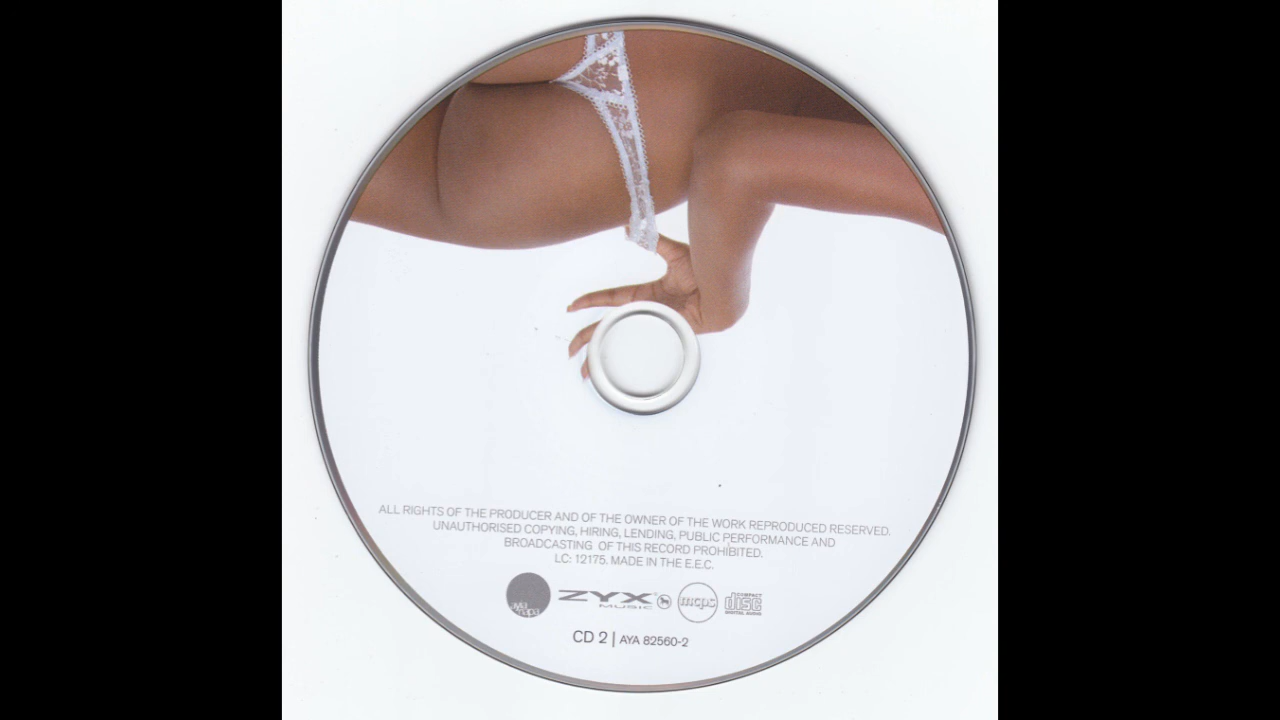 ALL RIGHTS OF THE PRODUCER AND OF THE OWNER OF THE WORK REPRODUCED RESERVED.
UNAUTHORISED COPYING, HIRING, LENDING, PUBLIC PERFORMANCE AND
BROADCASTING OF THIS RECORD PROHIBITED.
LC: 12175. MADE IN THE E.E.C.
ZYX MUSIC mcps COMPACT disc DIGITAL AUDIO
CD 2 | AYA 82560-2